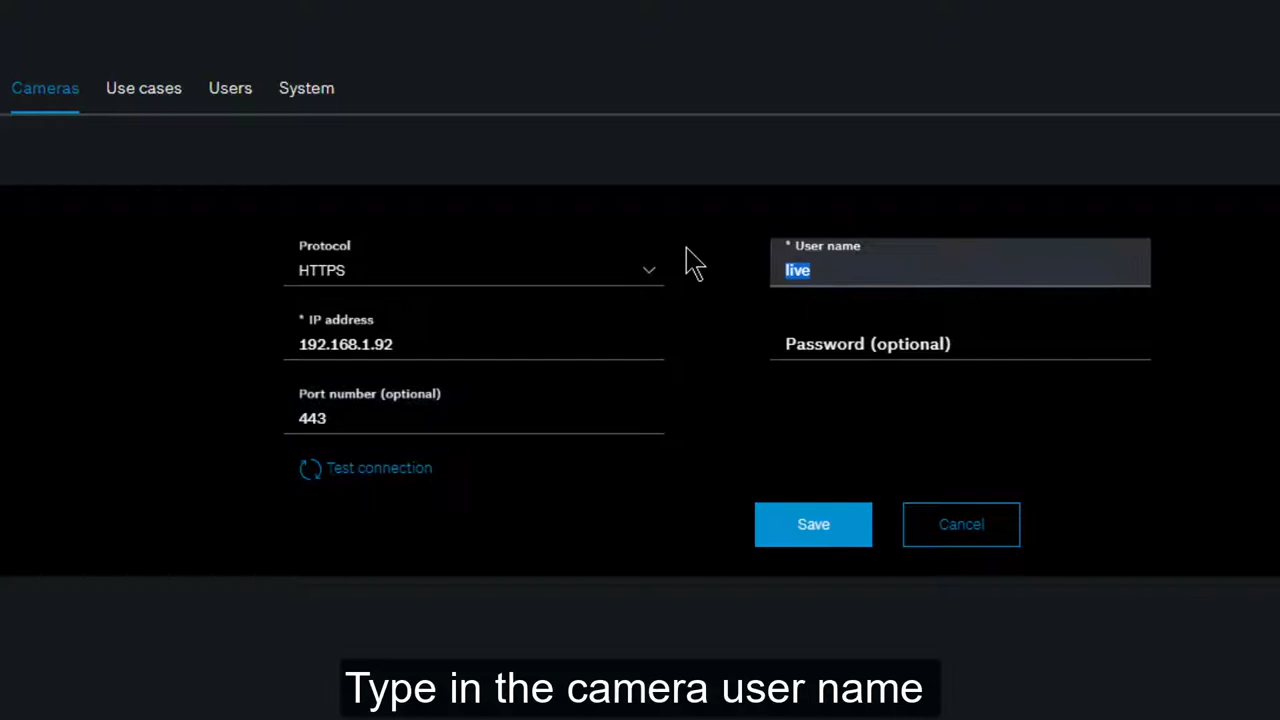 Cameras Use cases Users System
Protocol
HTTPS
* User name
live
* IP address
192.168.1.92
Password (optional)
Port number (optional)
443
Test connection
Save Cancel
Type in the camera user name